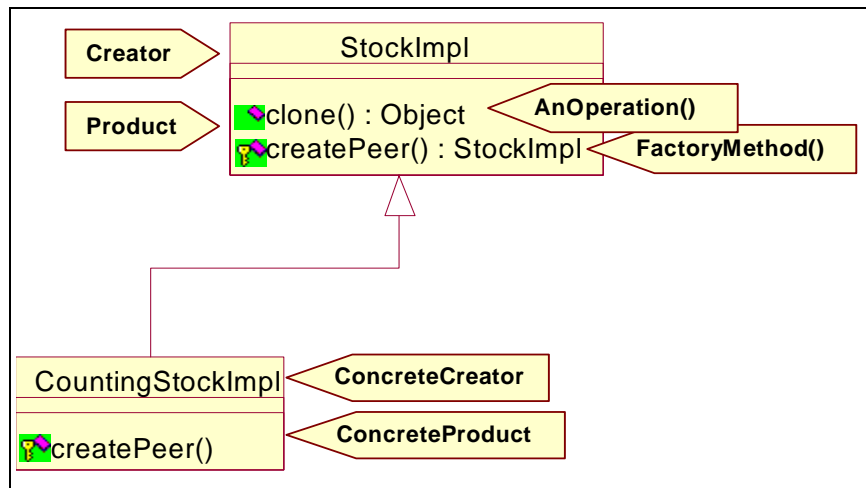 Creator
StockImpl
Product
clone() : Object
AnOperation()
createPeer() : StockImpl
FactoryMethod()
CountingStockImpl
ConcreteCreator
createPeer()
ConcreteProduct